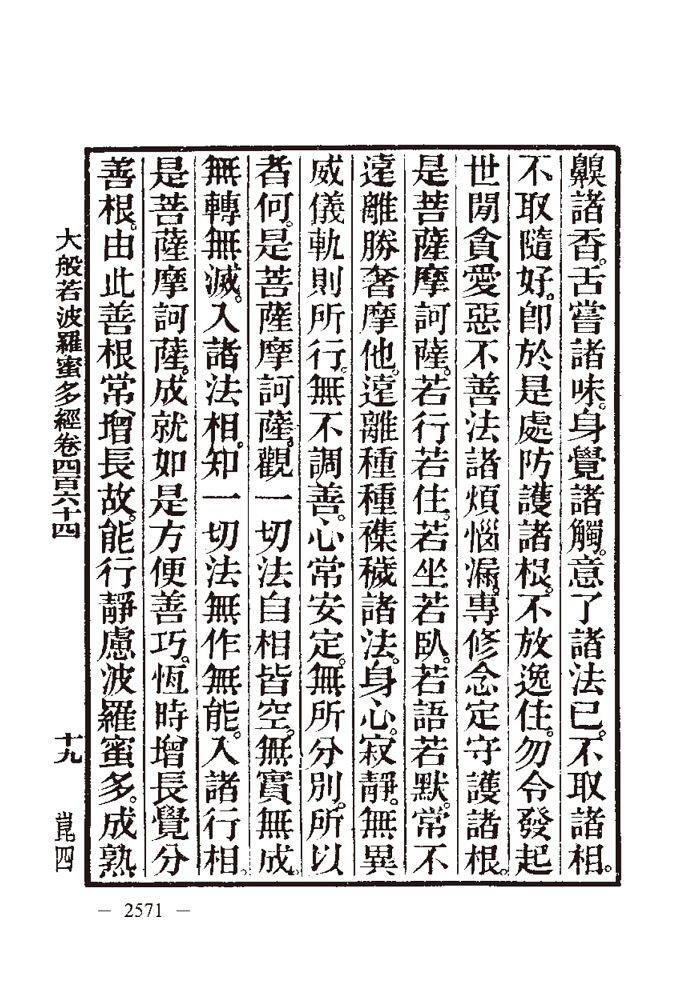 齅諸香。舌嘗諸味。身覺諸觸。意了諸法已。不取諸相。
不取隨好。卽於是處防護諸根。不放逸住。勿令發起
世閒貪愛惡不善法諸煩惱漏。專修念定守護諸根。
是菩薩摩訶薩。若行若住。若坐若臥。若語若默。常不
遠離勝奢摩他。遠離種種穕穢諸法。身心。寂靜。無異
威儀軌則所行。無不調善。心常安定。無所分別。所以
者何。是菩薩摩訶薩。觀一切法自相皆空。無實無成。
無轉無滅。入諸法相。知一切法無作無能。入諸行相。
是菩薩摩訶薩。成就如是方便善巧。恆時增長覺分
善根。由此善根常增長故。能行靜慮波羅蜜多。成熟
大般若波羅蜜多經卷四百六十四
十九
崑四
— 2571 —